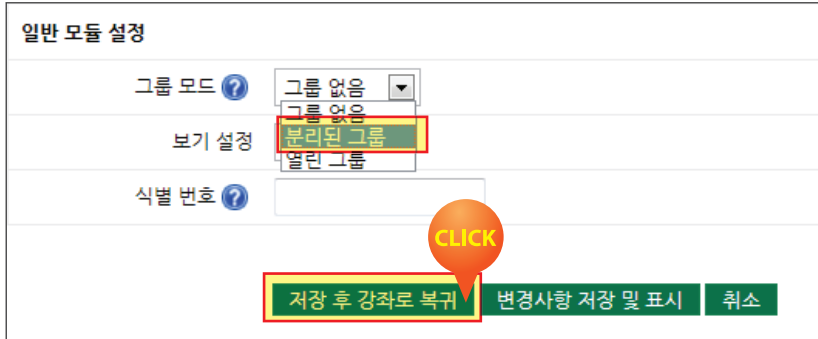 일반 모듈 설정
그룹 모드 ? 그룹 없음
그룹 없음
보기 설정 분리된 그룹
열린 그룹
식별 번호 ?
CLICK
저장 후 강좌로 복귀 변경사항 저장 및 표시 취소